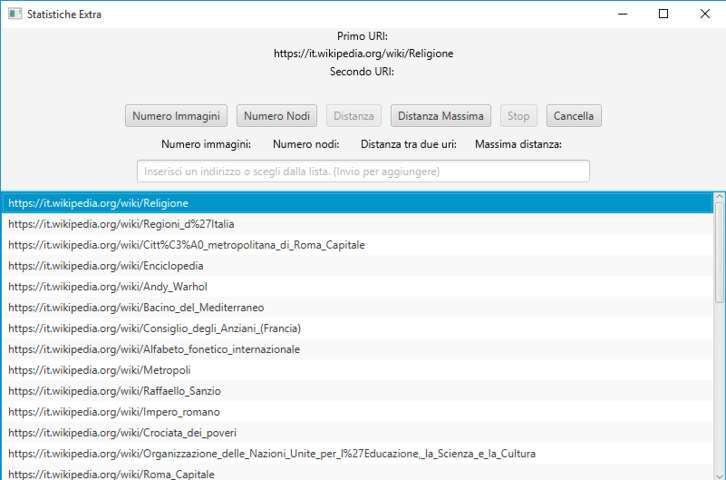 Statistiche Extra
Primo URI:
https://it.wikipedia.org/wiki/Religione
Secondo URI:
Numero Immagini Numero Nodi Distanza Distanza Massima Stop Cancella
Numero immagini: Numero nodi: Distanza tra due uri: Massima distanza:
Inserisci un indirizzo o scegli dalla lista. (Invio per aggiungere)
https://it.wikipedia.org/wiki/Religione
https://it.wikipedia.org/wiki/Regioni_d%27Italia
https://it.wikipedia.org/wiki/Citt%C3%A0_metropolitana_di_Roma_Capitale
https://it.wikipedia.org/wiki/Enciclopedia
https://it.wikipedia.org/wiki/Andy_Warhol
https://it.wikipedia.org/wiki/Bacino_del_Mediterraneo
https://it.wikipedia.org/wiki/Consiglio_degli_Anziani_(Francia)
https://it.wikipedia.org/wiki/Alfabeto_fonetico_internazionale
https://it.wikipedia.org/wiki/Metropoli
https://it.wikipedia.org/wiki/Raffaello_Sanzio
https://it.wikipedia.org/wiki/Impero_romano
https://it.wikipedia.org/wiki/Crociata_dei_poveri
https://it.wikipedia.org/wiki/Organizzazione_delle_Nazioni_Unite_per_l%27Educazione,_la_Scienza_e_la_Cultura
https://it.wikipedia.org/wiki/Roma_Capitale